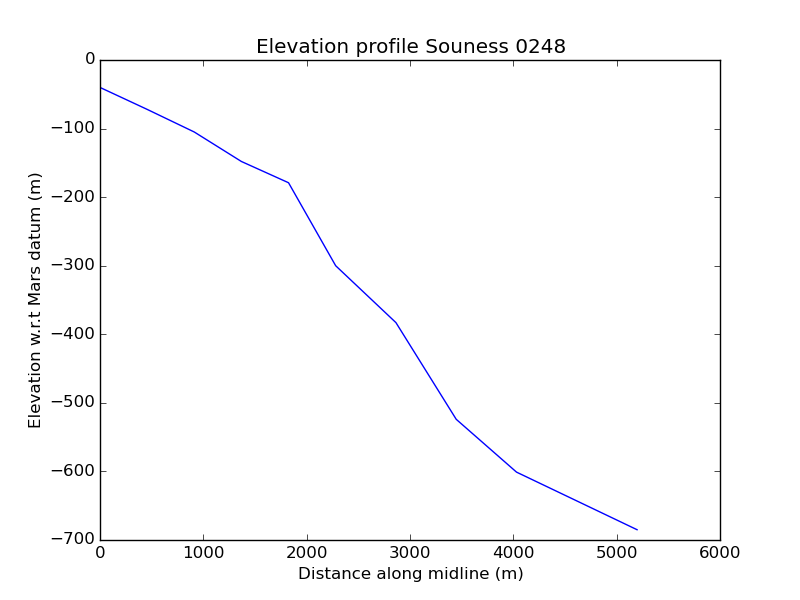 Elevation profile Souness 0248
0
−100
−200
−300
−400
−500
−600
−700
Elevation w.r.t Mars datum (m)
0 1000 2000 3000 4000 5000 6000
Distance along midline (m)